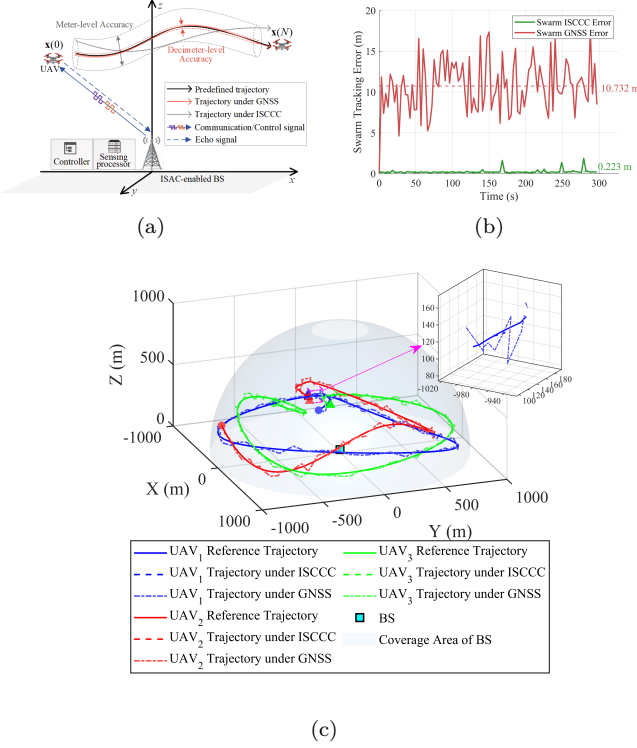 z
Meter-level Accuracy
x(0)
x(N)
UAV
Decimeter-level
Accuracy
Predefined trajectory
Trajectory under GNSS
Trajectory under ISCCC
Communication/Control signal
Echo signal
Controller
Sensing
processor
ISAC-enabled BS
x
y
(a)
Swarm ISCCC Error
Swarm GNSS Error
Swarm Tracking Error (m)
20
15
10
5
0
10.732 m
0.223 m
0 50 100 150 200 250 300
Time (s)
(b)
1000
500
0
Z (m)
-1000
0
1000
X (m)
-1000
-500
0
500
1000
Y (m)
160
140
120
100
80
-1020
-980
-940
100
120
140
160
180
UAV1 Reference Trajectory
UAV1 Trajectory under ISCCC
UAV1 Trajectory under GNSS
UAV2 Reference Trajectory
UAV2 Trajectory under ISCCC
UAV2 Trajectory under GNSS
UAV3 Reference Trajectory
UAV3 Trajectory under ISCCC
UAV3 Trajectory under GNSS
BS
Coverage Area of BS
(c)